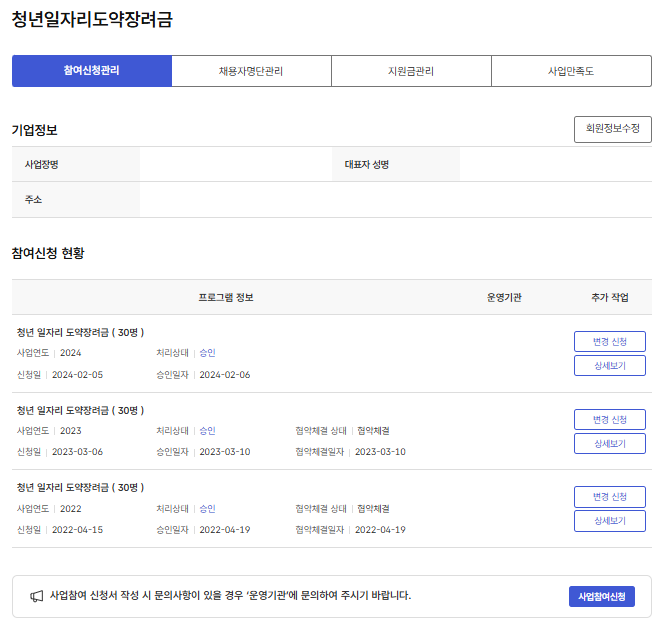 청년일자리도약장려금
참여신청관리 채용자명단관리 지원금관리 사업만족도
기업정보 회원정보수정
사업장명 대표자 성명
주소
참여신청 현황
프로그램 정보 운영기관 추가 작업
청년 일자리 도약장려금 ( 30명 )
사업연도 2024 처리상태 승인 변경 신청
신청일 2024-02-05 승인일자 2024-02-06 상세보기
청년 일자리 도약장려금 ( 30명 )
사업연도 2023 처리상태 승인 협약체결 상태 협약체결 변경 신청
신청일 2023-03-06 승인일자 2023-03-10 협약체결일자 2023-03-10 상세보기
청년 일자리 도약장려금 ( 30명 )
사업연도 2022 처리상태 승인 협약체결 상태 협약체결 변경 신청
신청일 2022-04-15 승인일자 2022-04-19 협약체결일자 2022-04-19 상세보기
사업참여 신청서 작성 시 문의사항이 있을 경우 '운영기관'에 문의하여 주시기 바랍니다. 사업참여신청